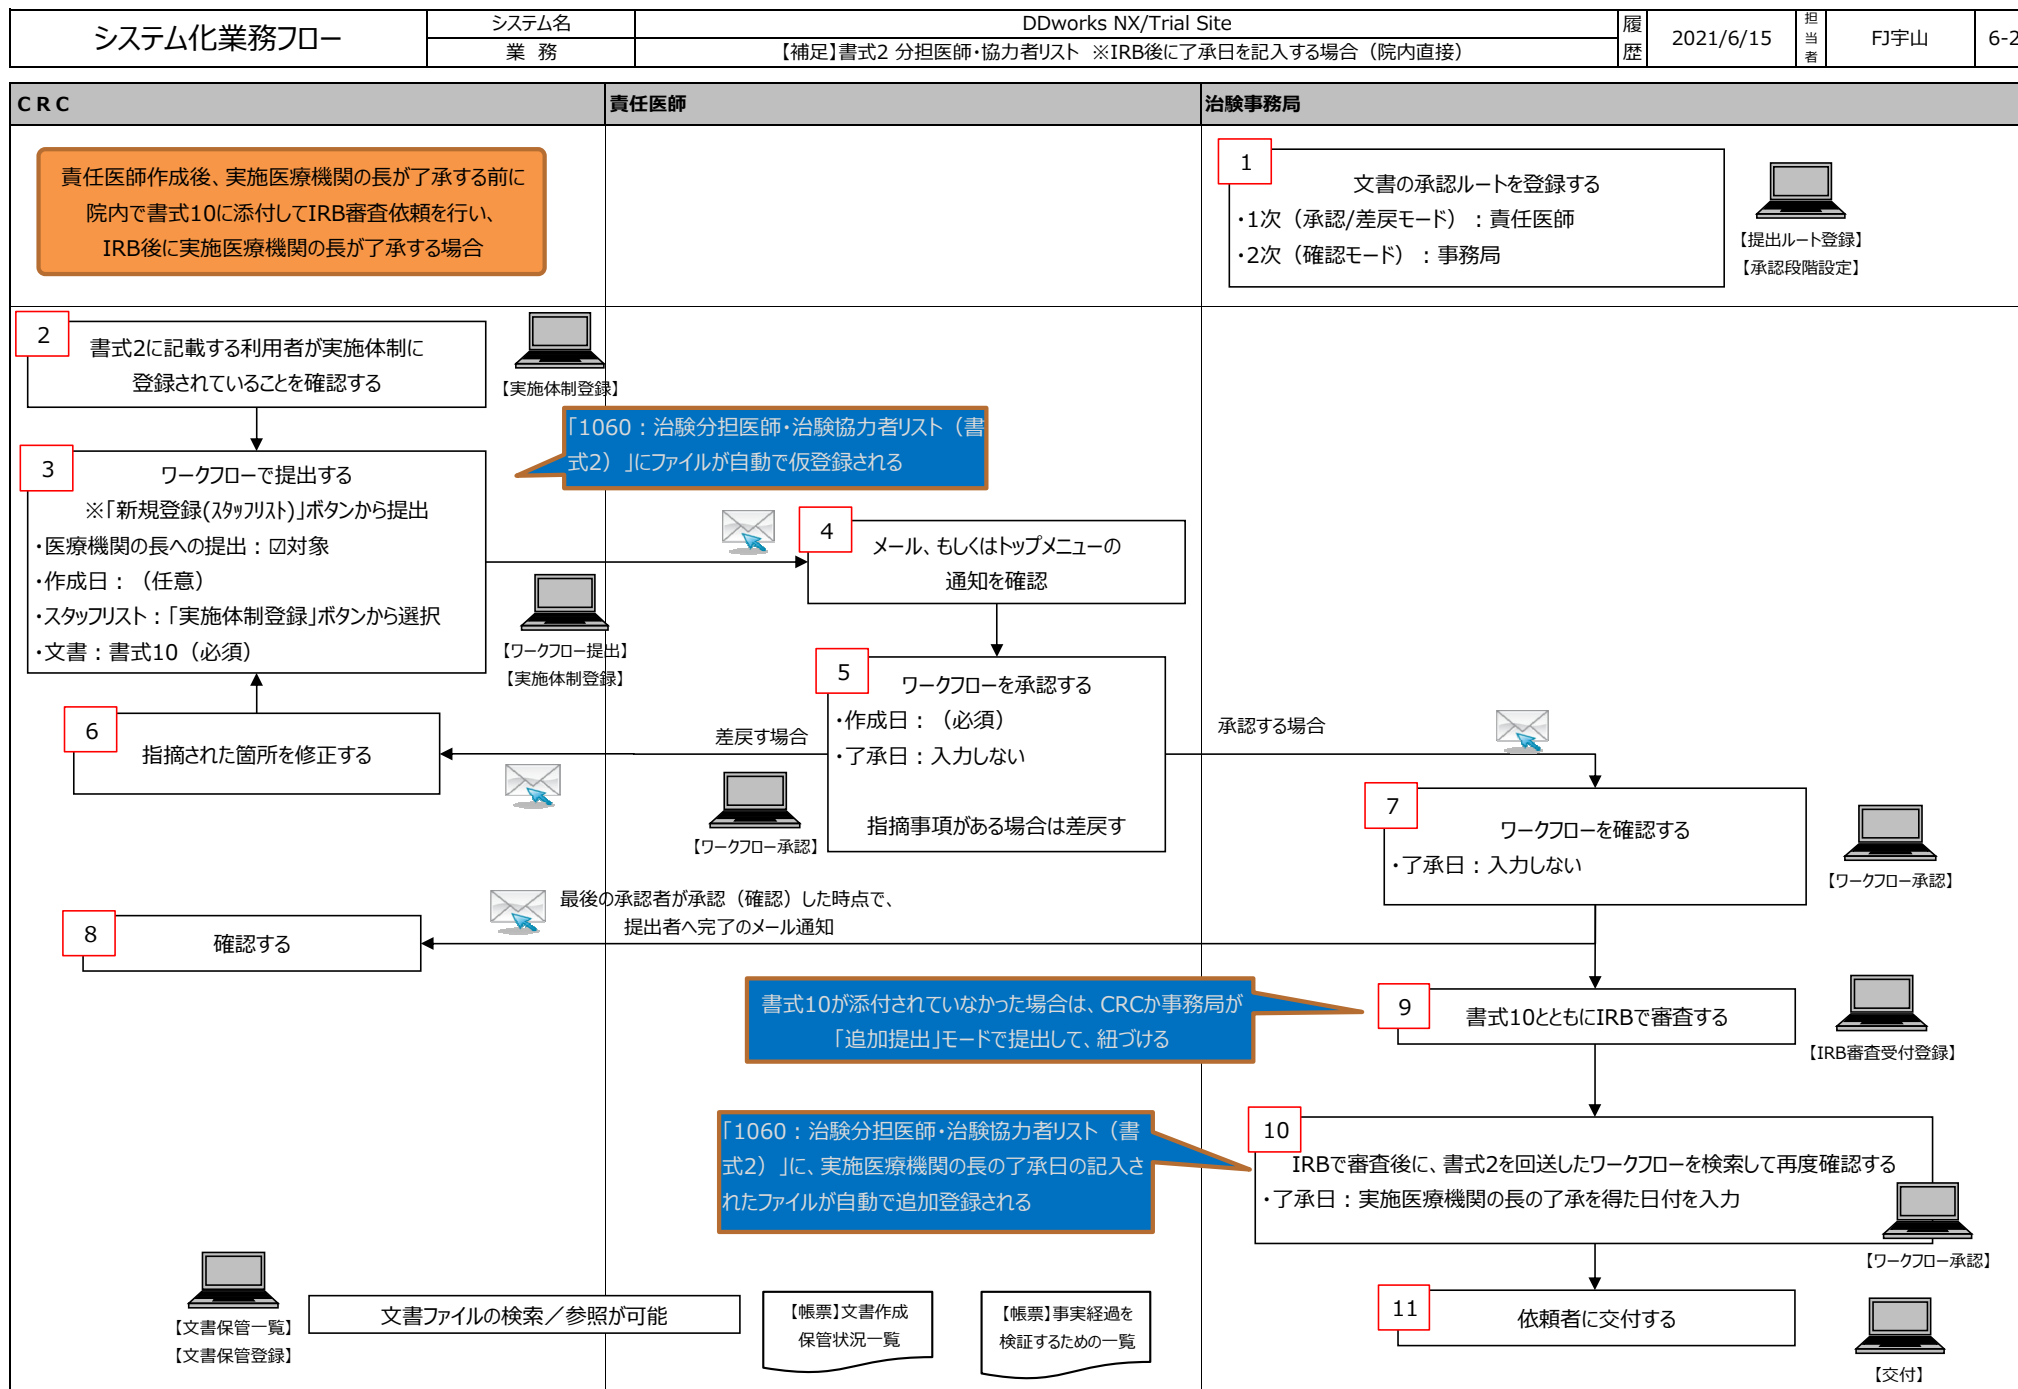 システム化業務フロー
システム名
DDworks NX/Trial Site
業 務
【補足】書式2 分担医師・協力者リスト ※IRB後に了承日を記入する場合（院内直接）
履歴
2021/6/15
担当者
FJ宇山
6-2
ＣＲＣ
責任医師
治験事務局
責任医師作成後、実施医療機関の長が了承する前に
院内で書式10に添付してIRB審査依頼を行い、
IRB後に実施医療機関の長が了承する場合
1
文書の承認ルートを登録する
・1次（承認/差戻モード）：責任医師
・2次（確認モード）：事務局
【提出ルート登録】
【承認段階設定】
2
書式2に記載する利用者が実施体制に
登録されていることを確認する
【実施体制登録】
「1060：治験分担医師・治験協力者リスト（書
式2）」にファイルが自動で仮登録される
3
ワークフローで提出する
※「新規登録(ｽﾀｯﾌﾘｽﾄ)」ボタンから提出
・医療機関の長への提出：☑対象
・作成日：（任意）
・スタッフリスト：「実施体制登録」ボタンから選択
・文書：書式10（必須）
【ワークフロー提出】
【実施体制登録】
4
メール、もしくはトップメニューの
通知を確認
5
ワークフローを承認する
・作成日：（必須）
・了承日：入力しない
指摘事項がある場合は差戻す
差戻す場合
【ワークフロー承認】
承認する場合
6
指摘された箇所を修正する
7
ワークフローを確認する
・了承日：入力しない
【ワークフロー承認】
最後の承認者が承認（確認）した時点で、
提出者へ完了のメール通知
8
確認する
書式10が添付されていなかった場合は、CRCか事務局が
「追加提出」モードで提出して、紐づける
9
書式10とともにIRBで審査する
【IRB審査受付登録】
「1060：治験分担医師・治験協力者リスト（書
式2）」に、実施医療機関の長の了承日の記入さ
れたファイルが自動で追加登録される
10
IRBで審査後に、書式2を回送したワークフローを検索して再度確認する
・了承日：実施医療機関の長の了承を得た日付を入力
【ワークフロー承認】
【文書保管一覧】
【文書保管登録】
文書ファイルの検索／参照が可能
【帳票】文書作成
保管状況一覧
【帳票】事実経過を
検証するための一覧
11
依頼者に交付する
【交付】